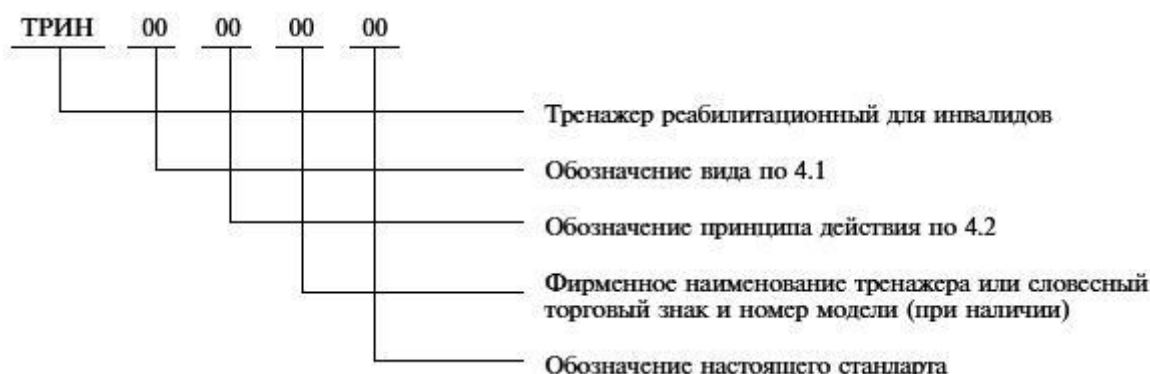 ТРИН 00 00 00 00
Тренажер реабилитационный для инвалидов
Обозначение вида по 4.1
Обозначение принципа действия по 4.2
Фирменное наименование тренажера или словесный
торговый знак и номер модели (при наличии)
Обозначение настоящего стандарта